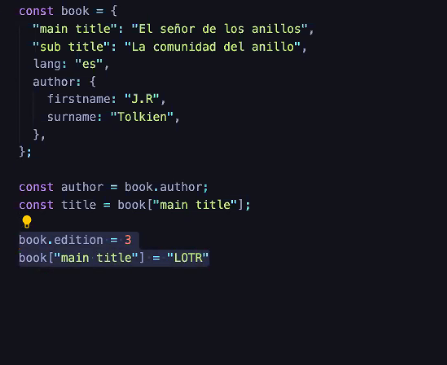 const book = {
  "main title": "El señor de los anillos",
  "sub title": "La comunidad del anillo",
  lang: "es",
  author: {
    firstname: "J.R",
    surname: "Tolkien",
  },
};

const author = book.author;
const title = book["main title"];

book.edition = 3
book["main title"] = "LOTR"